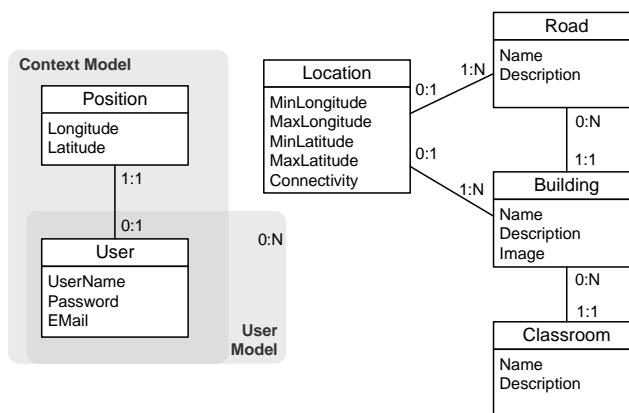 Context Model
Position
Longitude
Latitude
1:1
0:1
User
UserName
Password
EMail
0:N
User
Model
Location
MinLongitude
MaxLongitude
MinLatitude
MaxLatitude
Connectivity
0:1
1:N
0:1
1:N
Road
Name
Description
0:N
1:1
Building
Name
Description
Image
0:N
1:1
Classroom
Name
Description